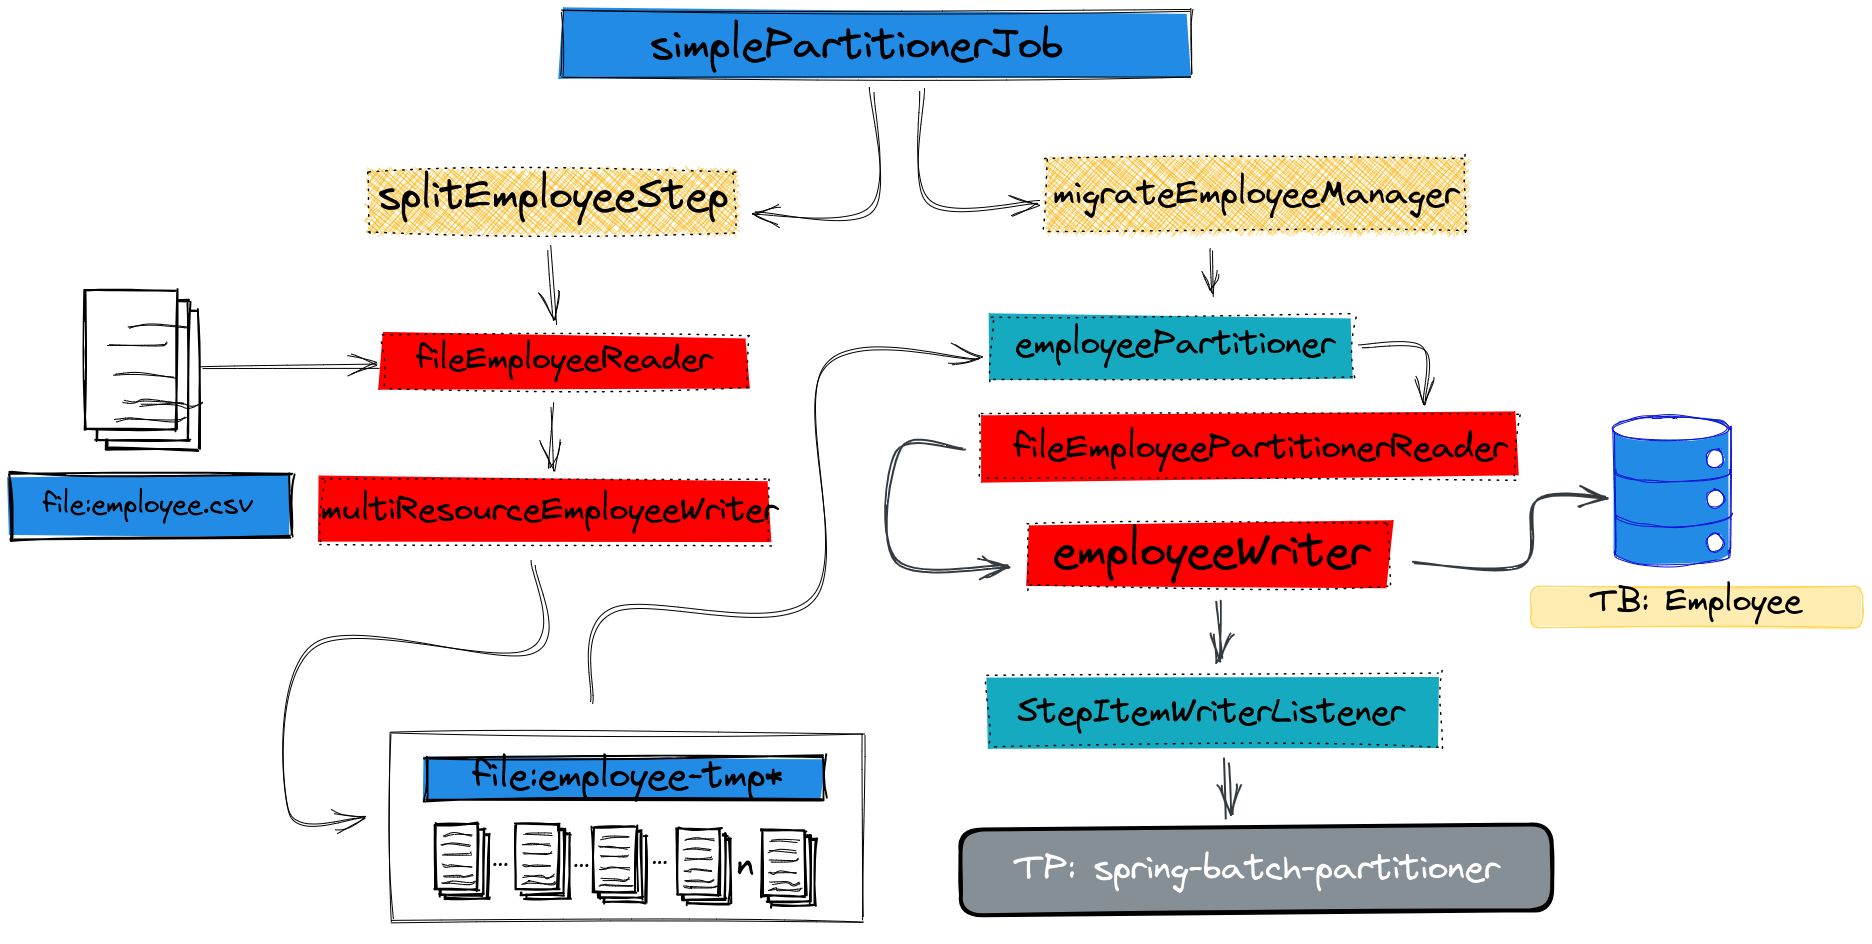 simplePartitionerJob
splitEmployeeStep
migrateEmployeeManager
fileEmployeeReader
employeePartitioner
fileEmployeePartitionerReader
file:employee.csv
multiResourceEmployeeWriter
employeeWriter
TB: Employee
StepItemWriterListener
file:employee-tmp*
... ... ... n
TP: spring-batch-partitioner